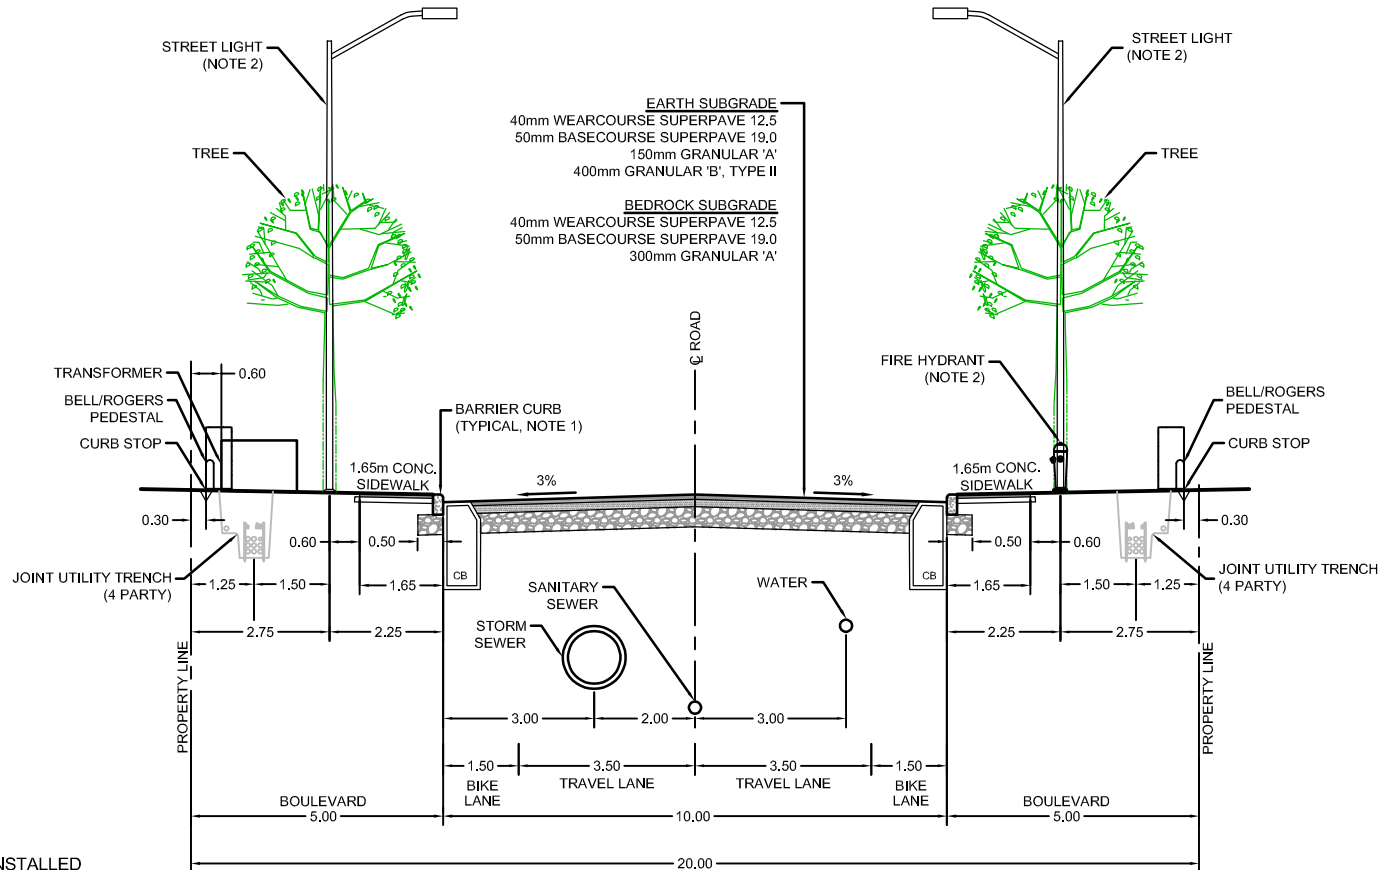 STREET LIGHT
(NOTE 2)
STREET LIGHT
(NOTE 2)
EARTH SUBGRADE
40mm WEARCOURSE SUPERPAVE 12.5
50mm BASECOURSE SUPERPAVE 19.0
150mm GRANULAR 'A'
400mm GRANULAR 'B', TYPE II
TREE
TREE
BEDROCK SUBGRADE
40mm WEARCOURSE SUPERPAVE 12.5
50mm BASECOURSE SUPERPAVE 19.0
300mm GRANULAR 'A'
℄ ROAD
TRANSFORMER
0.60
BELL/ROGERS
PEDESTAL
CURB STOP
BARRIER CURB
(TYPICAL, NOTE 1)
FIRE HYDRANT
(NOTE 2)
BELL/ROGERS
PEDESTAL
CURB STOP
1.65m CONC.
SIDEWALK
3%
3%
1.65m CONC.
SIDEWALK
0.30
0.60
0.50
0.50
0.60
0.30
JOINT UTILITY TRENCH
(4 PARTY)
1.25
1.50
1.65
CB
CB
1.65
1.50
1.25
JOINT UTILITY TRENCH
(4 PARTY)
SANITARY
SEWER
WATER
STORM
SEWER
2.75
2.25
2.25
2.75
PROPERTY LINE
PROPERTY LINE
3.00
2.00
3.00
1.50
3.50
3.50
1.50
BIKE
LANE
TRAVEL LANE
TRAVEL LANE
BIKE
LANE
BOULEVARD
5.00
10.00
BOULEVARD
5.00
NSTALLED
20.00